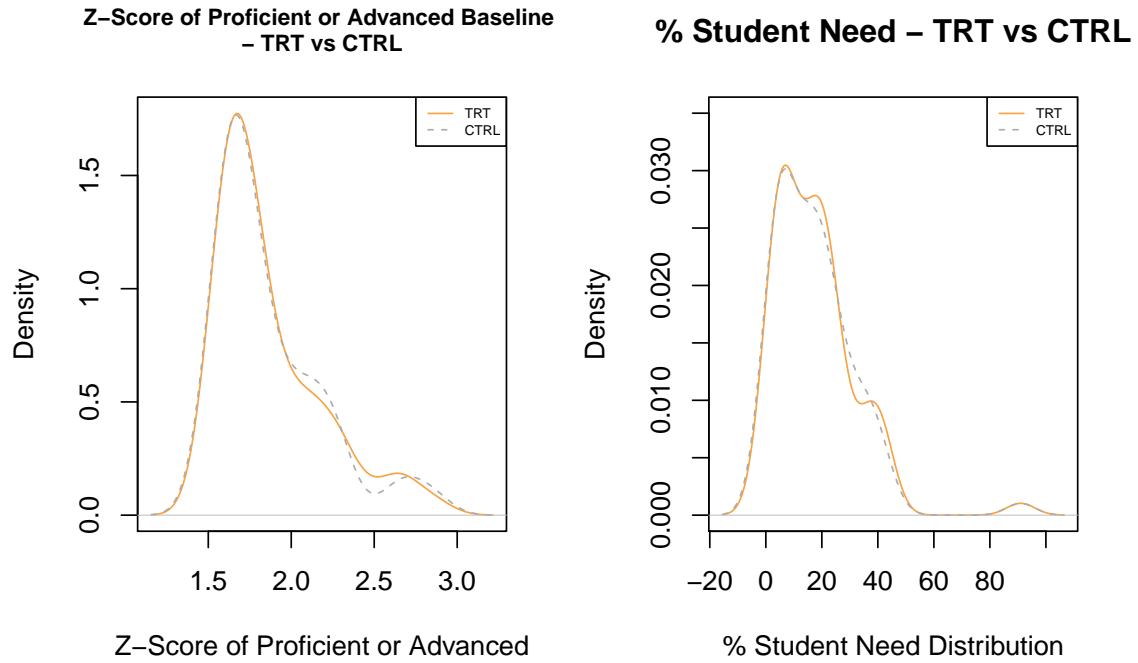 Z−Score of Proficient or Advanced Baseline
− TRT vs CTRL
TRT
CTRL
Density
0.0
0.5
1.0
1.5
1.5
2.0
2.5
3.0
Z−Score of Proficient or Advanced
% Student Need − TRT vs CTRL
TRT
CTRL
Density
0.000
0.010
0.020
0.030
−20
0
20
40
60
80
% Student Need Distribution